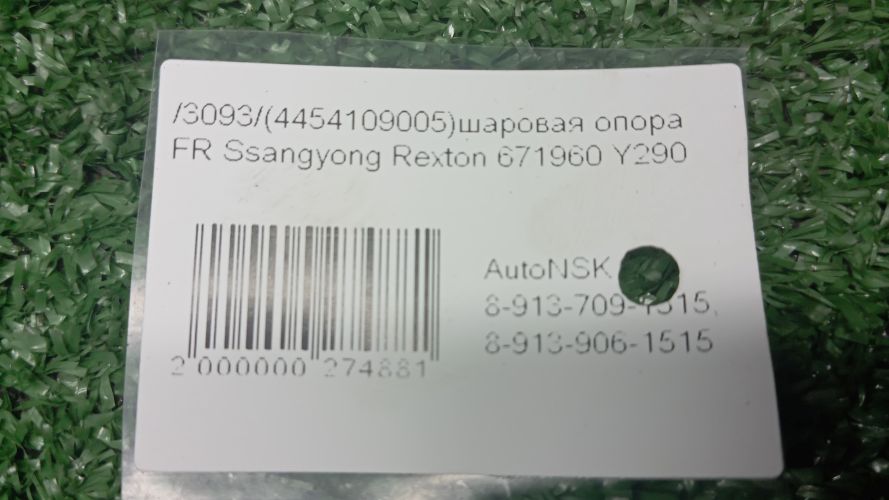 /3093/(4454109005)шаровая опора
FR Ssangyong Rexton 671960 Y290
AutoNSK
8-913-709-1515,
8-913-906-1515
2 000000 274881